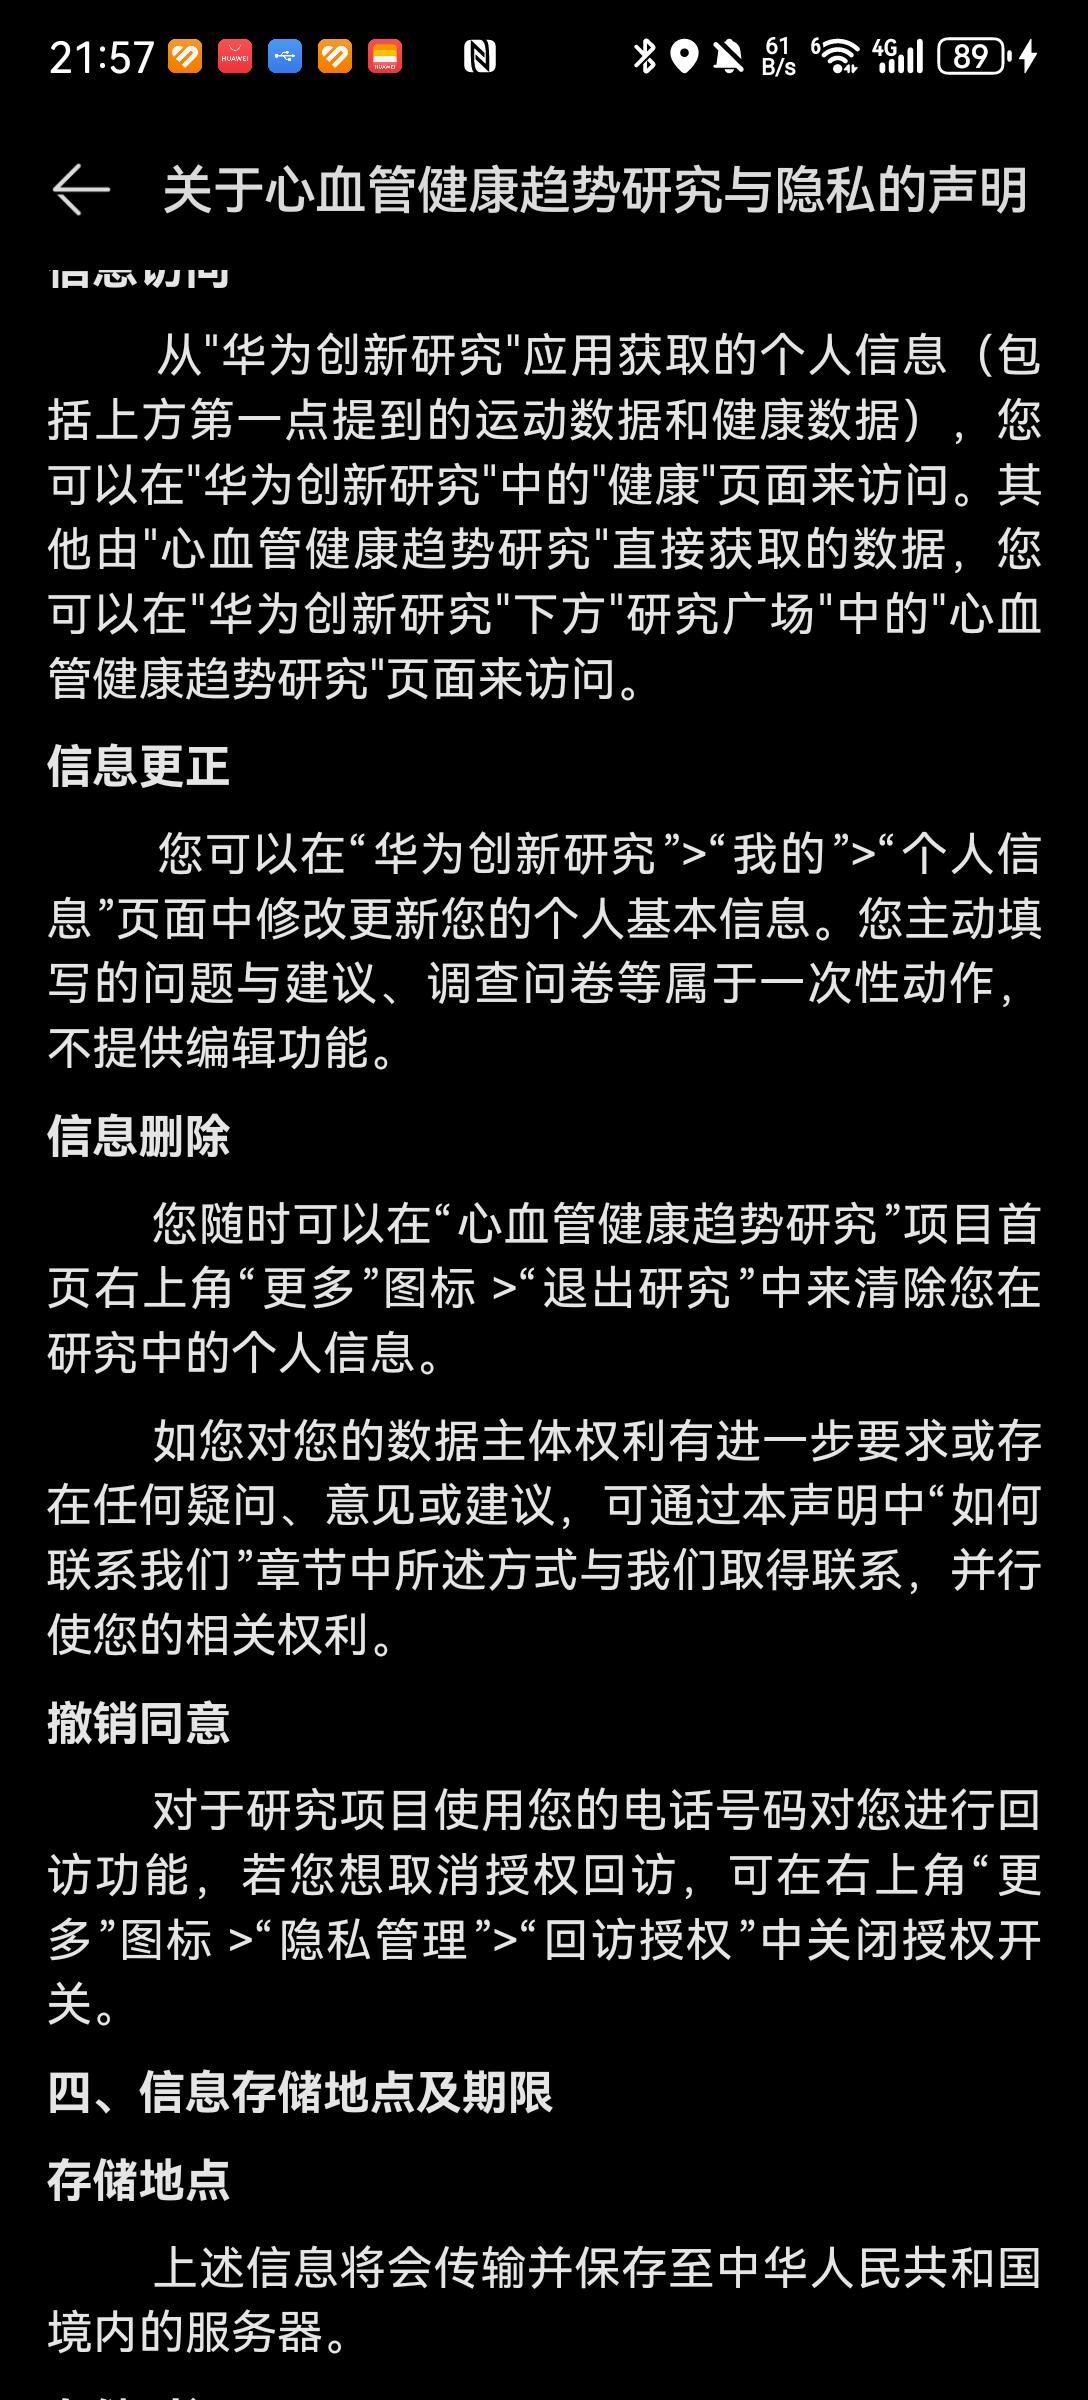 21:57
HUAWEI
HUAWEI
61
B/s
6
4G
89
关于心血管健康趋势研究与隐私的声明
信息访问
从"华为创新研究"应用获取的个人信息（包
括上方第一点提到的运动数据和健康数据），您
可以在"华为创新研究"中的"健康"页面来访问。其
他由"心血管健康趋势研究"直接获取的数据，您
可以在"华为创新研究"下方"研究广场"中的"心血
管健康趋势研究"页面来访问。
信息更正
您可以在“华为创新研究”>“我的”>“个人信
息”页面中修改更新您的个人基本信息。您主动填
写的问题与建议、调查问卷等属于一次性动作，
不提供编辑功能。
信息删除
您随时可以在“心血管健康趋势研究”项目首
页右上角“更多”图标 >“退出研究”中来清除您在
研究中的个人信息。
如您对您的数据主体权利有进一步要求或存
在任何疑问、意见或建议，可通过本声明中“如何
联系我们”章节中所述方式与我们取得联系，并行
使您的相关权利。
撤销同意
对于研究项目使用您的电话号码对您进行回
访功能，若您想取消授权回访，可在右上角“更
多”图标 >“隐私管理”>“回访授权”中关闭授权开
关。
四、信息存储地点及期限
存储地点
上述信息将会传输并保存至中华人民共和国
境内的服务器。